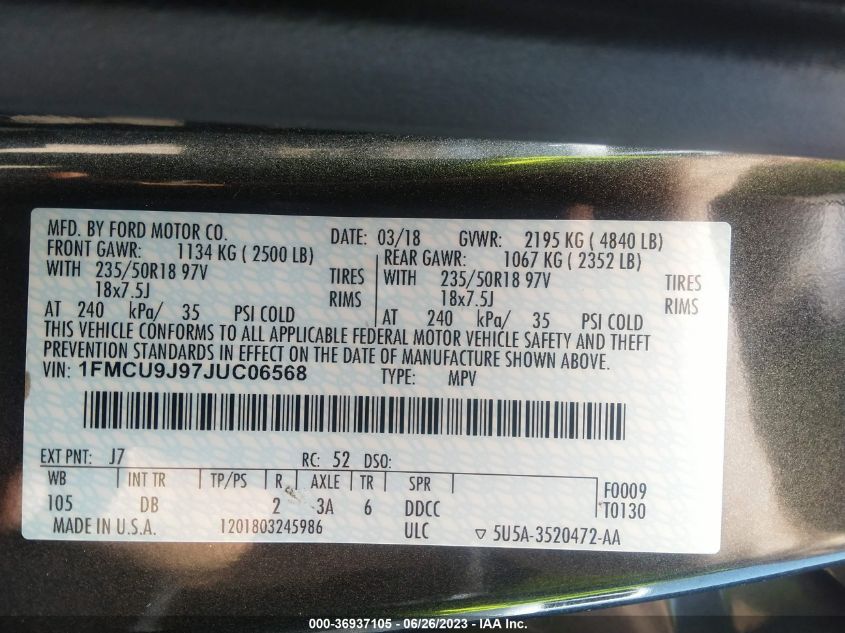 MFD. BY FORD MOTOR CO.
DATE: 03/18 GVWR: 2195 KG ( 4840 LB)
FRONT GAWR: 1134 KG ( 2500 LB) REAR GAWR: 1067 KG ( 2352 LB)
WITH 235/50R18 97V TIRES WITH 235/50R18 97V TIRES
18x7.5J RIMS 18x7.5J RIMS
AT 240 kPa/ 35 PSI COLD AT 240 kPa/ 35 PSI COLD
THIS VEHICLE CONFORMS TO ALL APPLICABLE FEDERAL MOTOR VEHICLE SAFETY AND THEFT
PREVENTION STANDARDS IN EFFECT ON THE DATE OF MANUFACTURE SHOWN ABOVE.
VIN: 1FMCU9J97JUC06568 TYPE: MPV
EXT PNT: J7 RC: 52 DSO:
WB INT TR TP/PS R AXLE TR SPR F0009
105 DB 2 3A 6 DDCC T0130
MADE IN U.S.A. 1201803245986 ULC ▽ 5U5A-3520472-AA
000-36937105 - 06/26/2023 - IAA Inc.